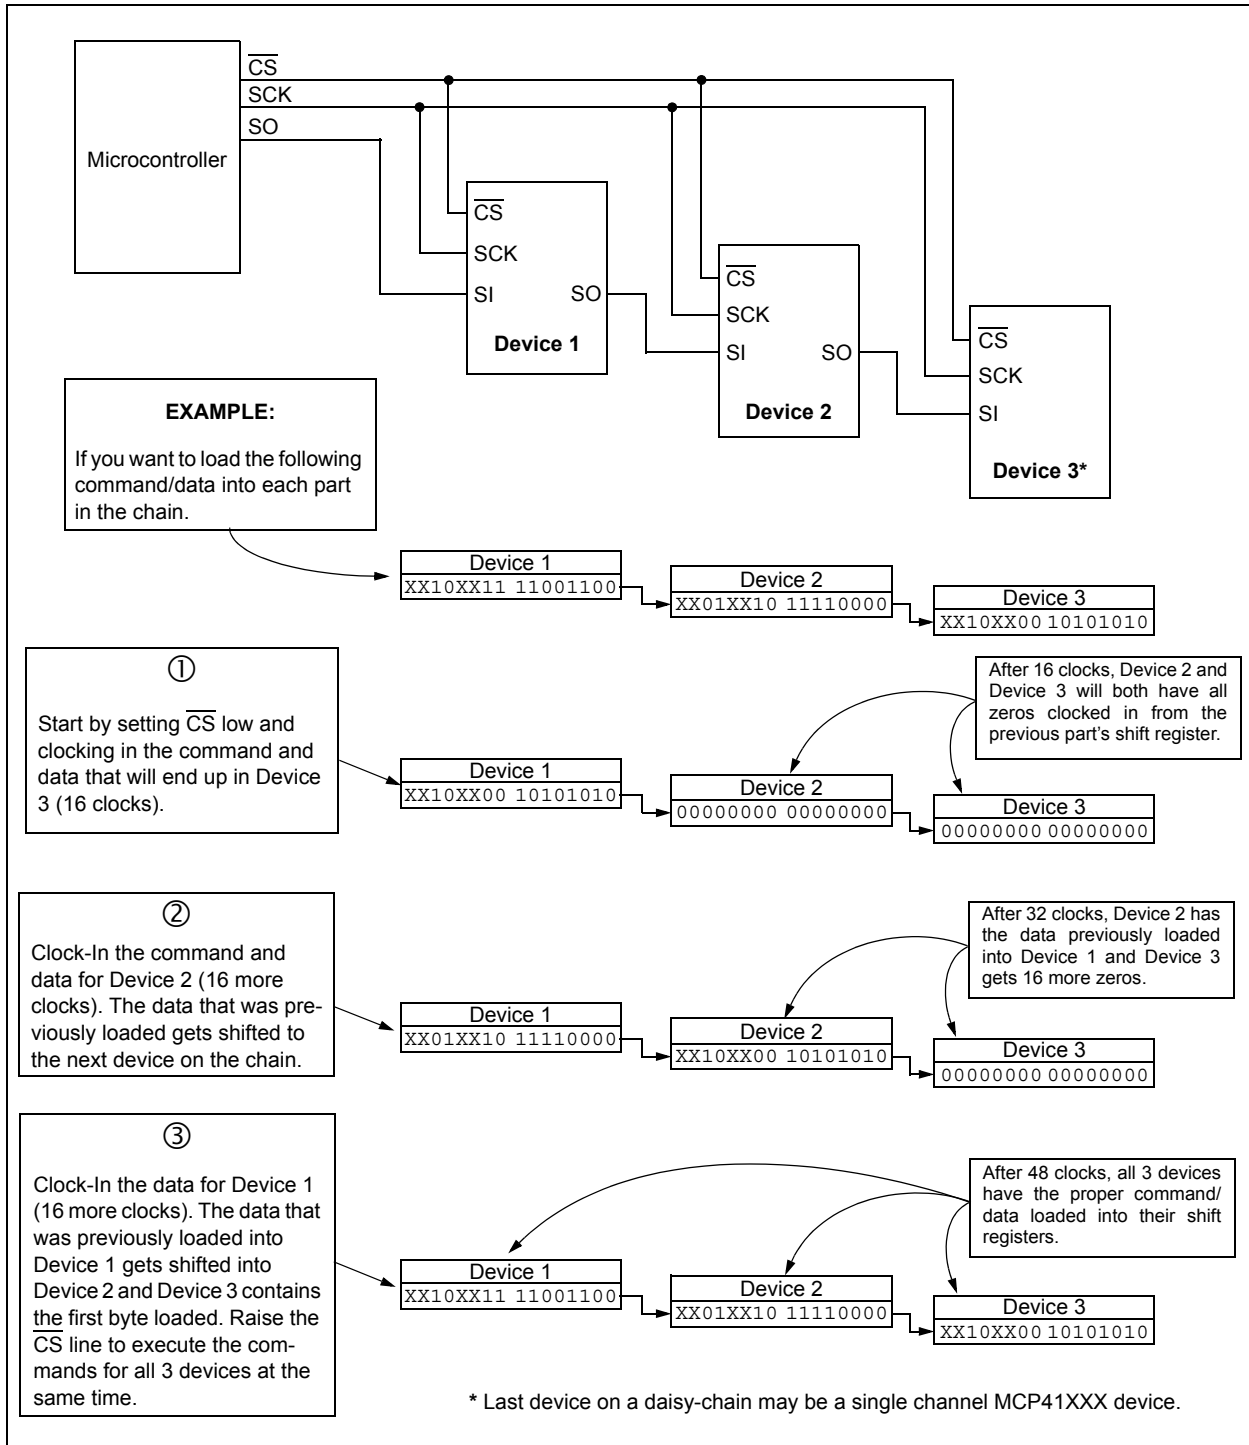 Microcontroller
CS
SCK
SO
CS
SCK
SI
SO
Device 1
CS
SCK
SI
SO
Device 2
CS
SCK
SI
Device 3*
EXAMPLE:
If you want to load the following
command/data into each part
in the chain.
Device 1
XX10XX11 11001100
Device 2
XX01XX10 11110000
Device 3
XX10XX00 10101010
①
Start by setting CS low and
clocking in the command and
data that will end up in Device
3 (16 clocks).
After 16 clocks, Device 2 and
Device 3 will both have all
zeros clocked in from the
previous part's shift register.
Device 1
XX10XX00 10101010
Device 2
00000000 00000000
Device 3
00000000 00000000
②
Clock-In the command and
data for Device 2 (16 more
clocks). The data that was pre-
viously loaded gets shifted to
the next device on the chain.
After 32 clocks, Device 2 has
the data previously loaded
into Device 1 and Device 3
gets 16 more zeros.
Device 1
XX01XX10 11110000
Device 2
XX10XX00 10101010
Device 3
00000000 00000000
③
Clock-In the data for Device 1
(16 more clocks). The data that
was previously loaded into
Device 1 gets shifted into
Device 2 and Device 3 contains
the first byte loaded. Raise the
CS line to execute the com-
mands for all 3 devices at the
same time.
After 48 clocks, all 3 devices
have the proper command/
data loaded into their shift
registers.
Device 1
XX10XX11 11001100
Device 2
XX01XX10 11110000
Device 3
XX10XX00 10101010
* Last device on a daisy-chain may be a single channel MCP41XXX device.